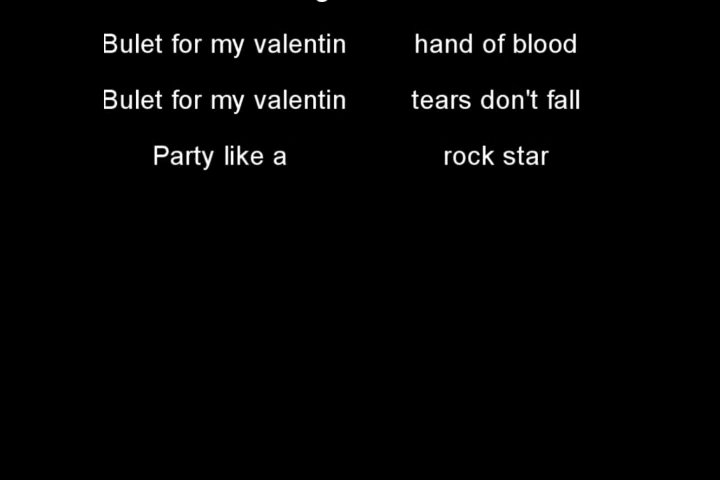 Bulet for my valentin hand of blood
Bulet for my valentin tears don't fall
Party like a rock star